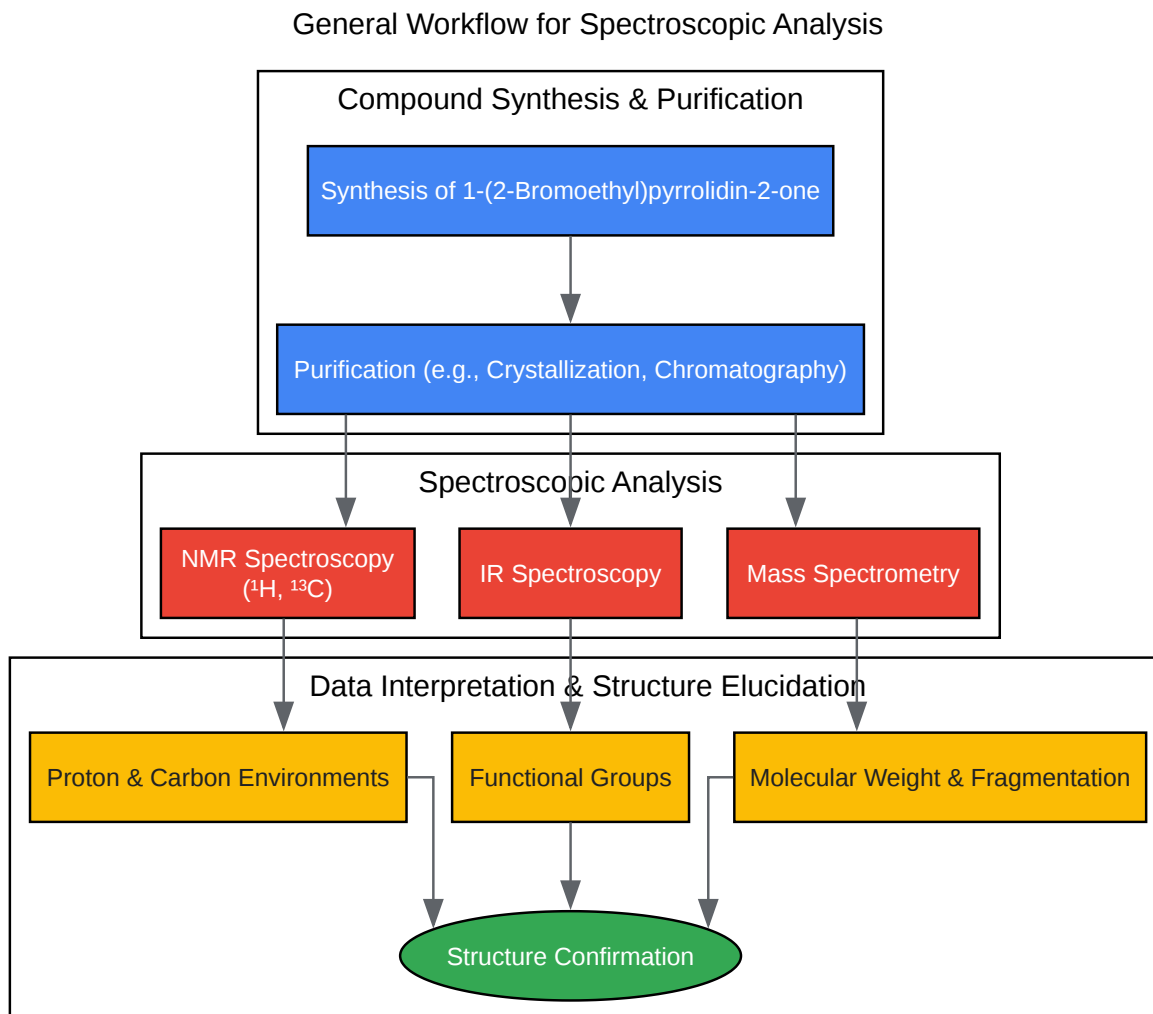 General Workflow for Spectroscopic Analysis
Compound Synthesis & Purification
Synthesis of 1-(2-Bromoethyl)pyrrolidin-2-one
Purification (e.g., Crystallization, Chromatography)
Spectroscopic Analysis
NMR Spectroscopy
(¹H, ¹³C)
IR Spectroscopy
Mass Spectrometry
Data Interpretation & Structure Elucidation
Proton & Carbon Environments
Functional Groups
Molecular Weight & Fragmentation
Structure Confirmation